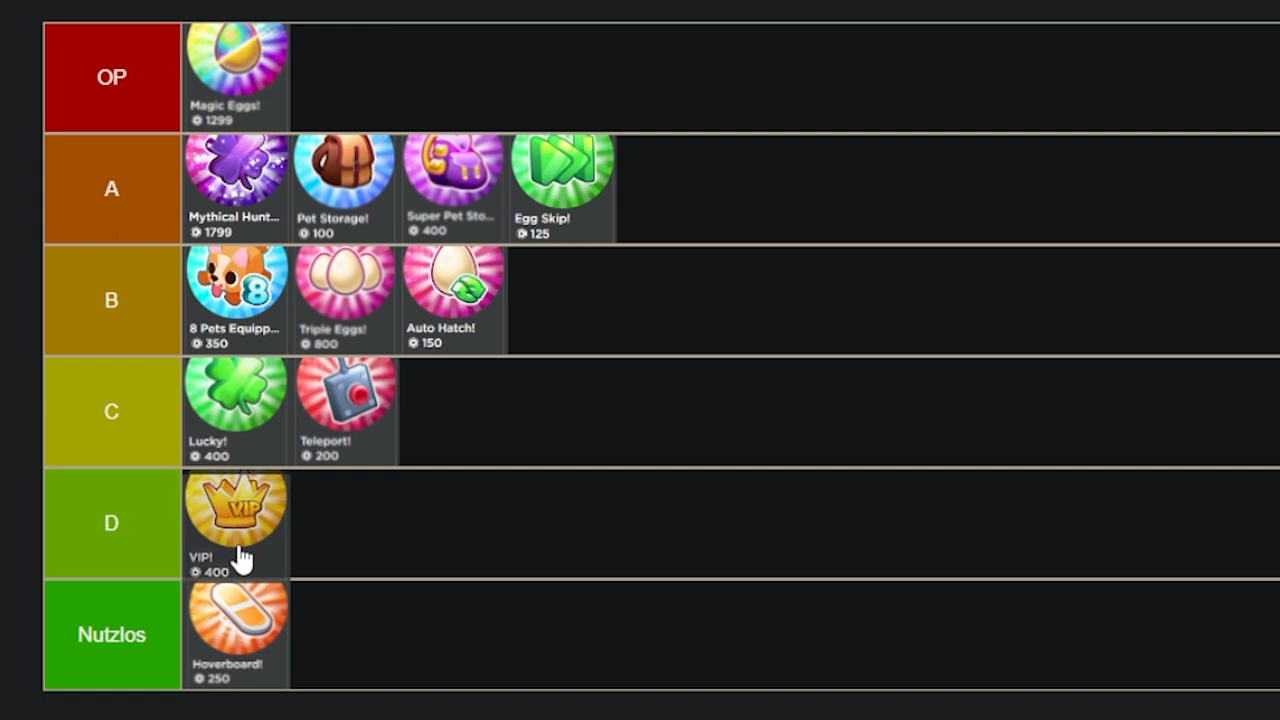 OP
Magic Eggs!
1299
A
Mythical Hunt...
1799
Pet Storage!
100
Super Pet Sto...
400
Egg Skip!
125
B
8
8 Pets Equipp...
350
Triple Eggs!
800
Auto Hatch!
150
C
Lucky!
400
Teleport!
200
D
VIP
VIP!
400
Nutzlos
Hoverboard!
250